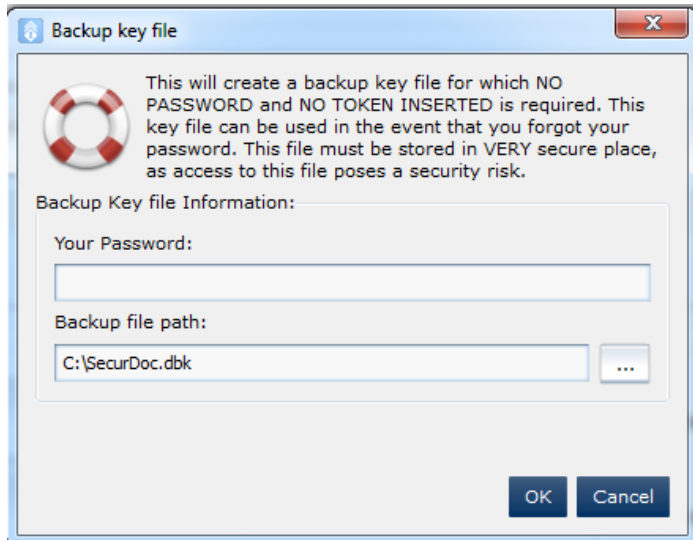 Backup key file
This will create a backup key file for which NO
PASSWORD and NO TOKEN INSERTED is required. This
key file can be used in the event that you forgot your
password. This file must be stored in VERY secure place,
as access to this file poses a security risk.
Backup Key file Information:
Your Password:
Backup file path:
C:\SecurDoc.dbk
...
OK Cancel